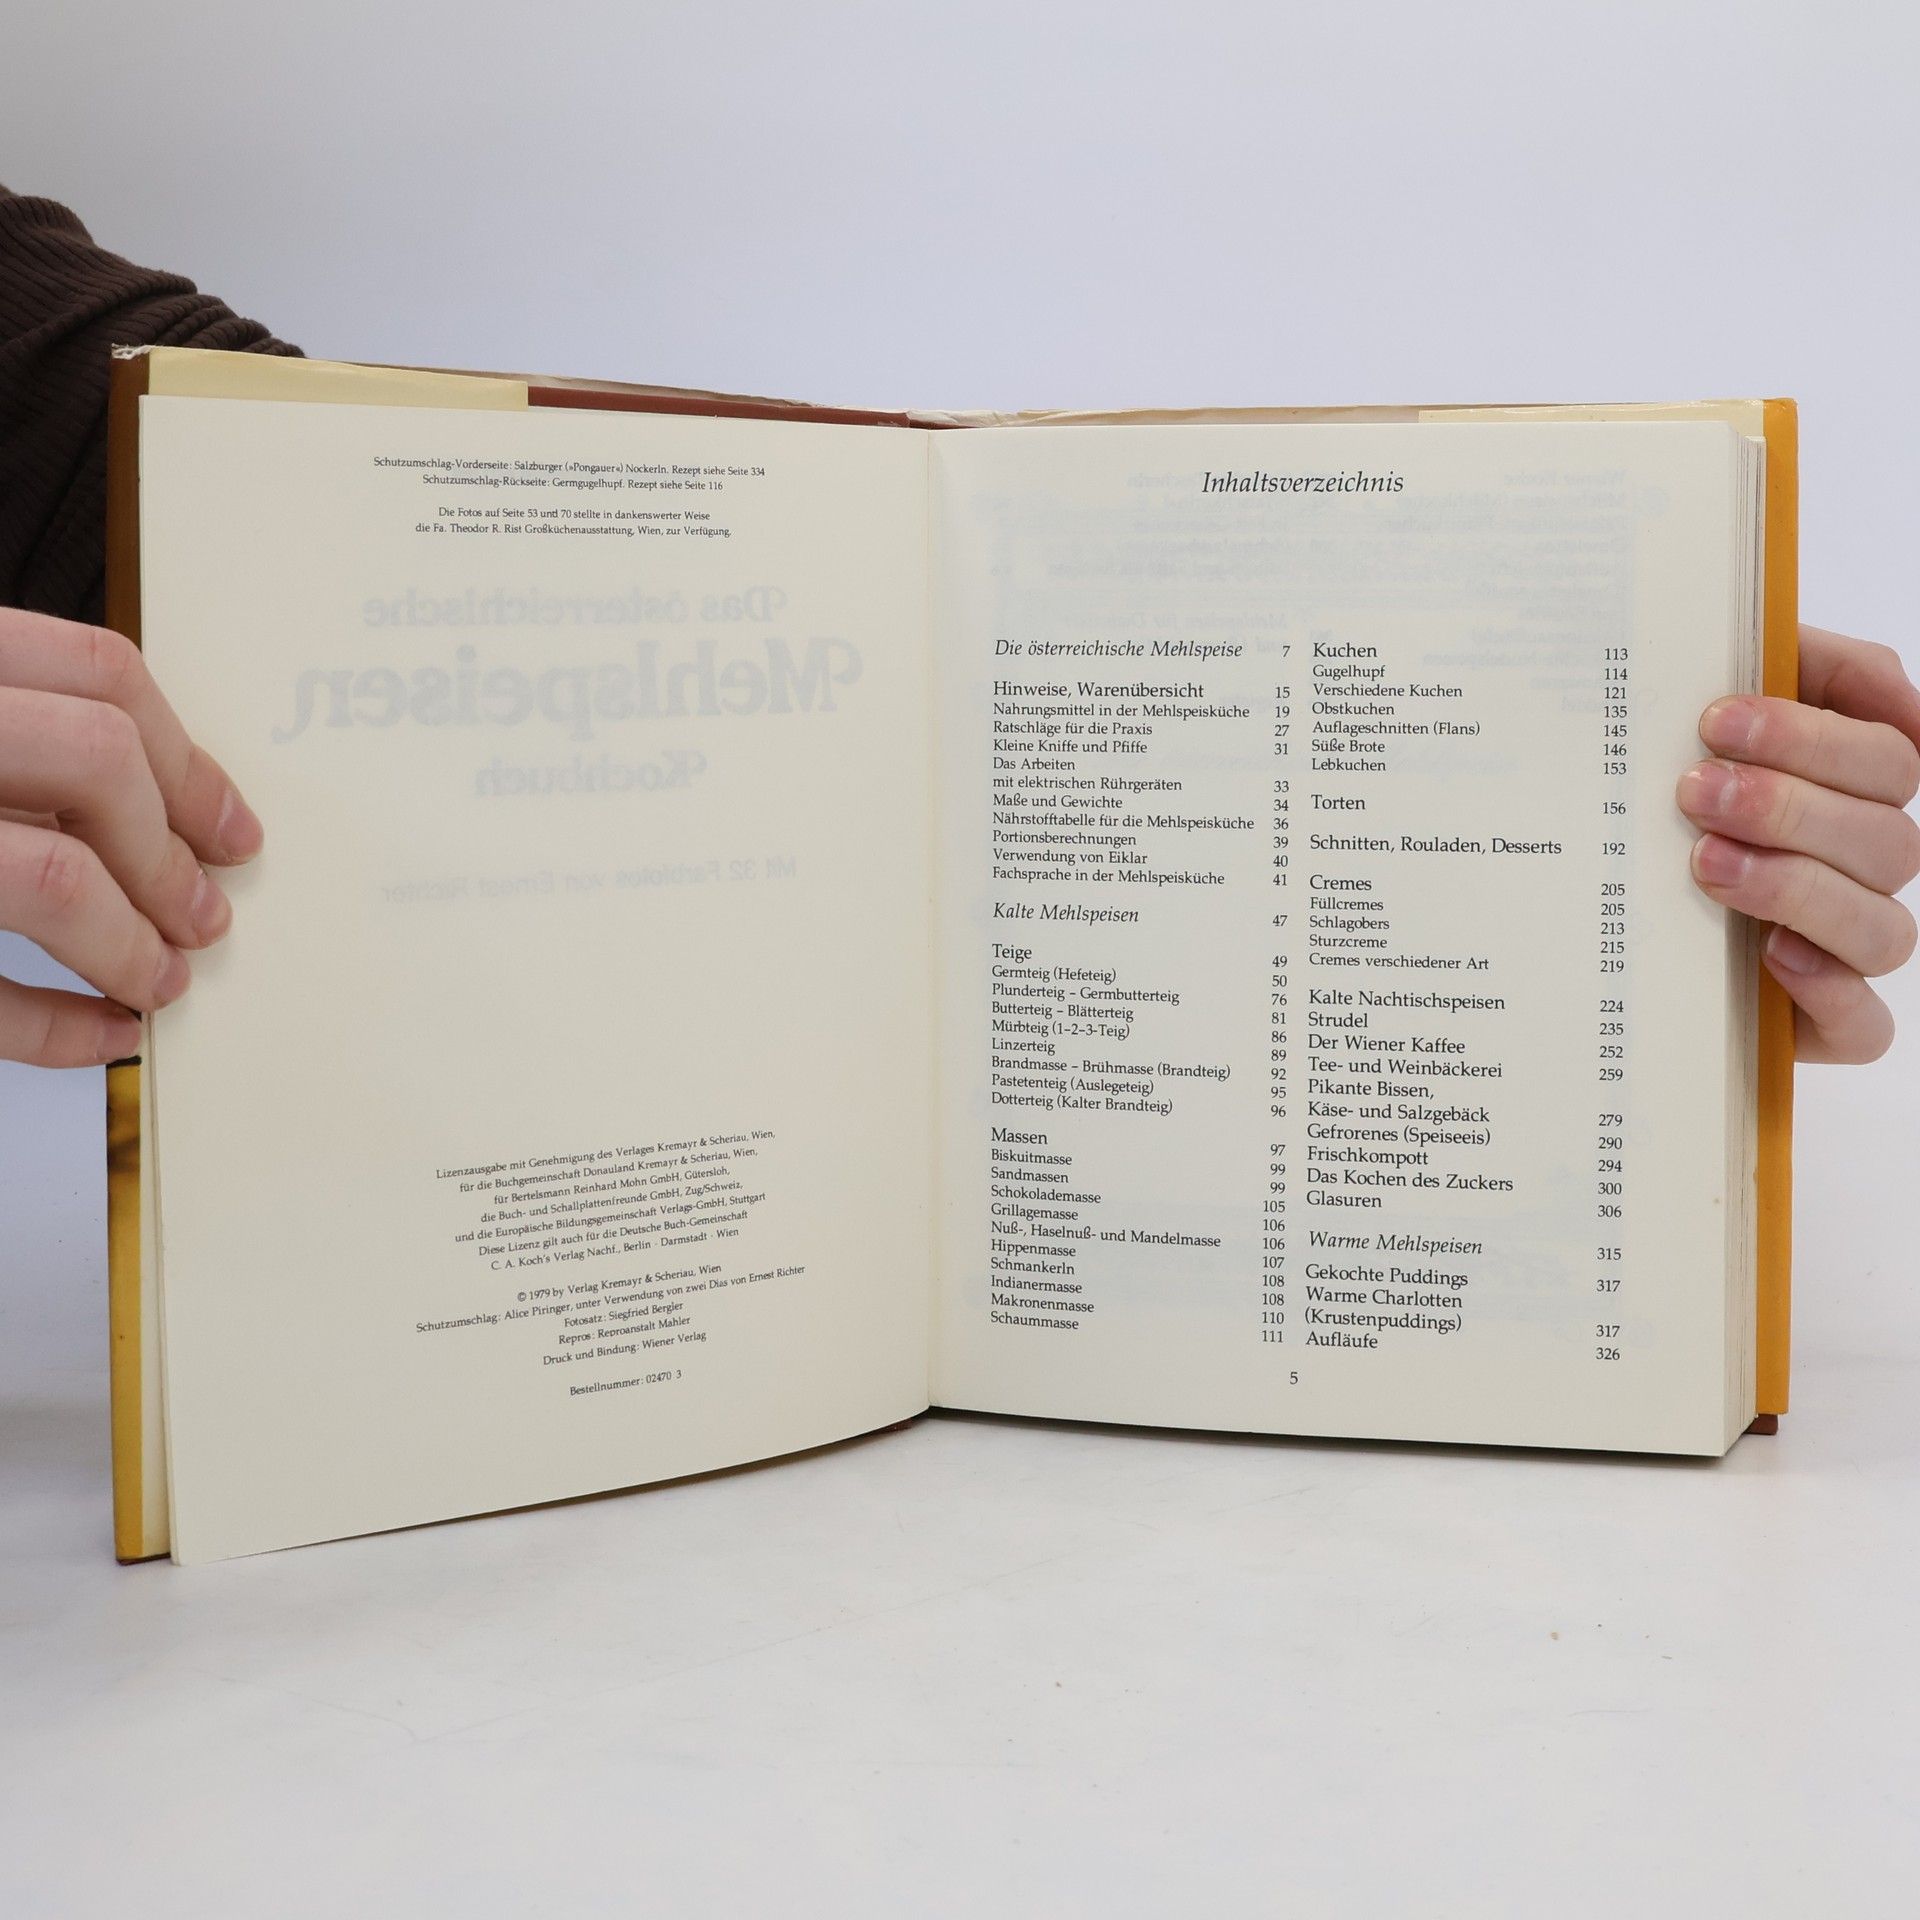 Schutzumschlag-Vorderseite: Salzburger (»Pongauer«) Nockerln. Rezept siehe Seite 334
Schutzumschlag-Rückseite: Germgugelhupf. Rezept siehe Seite 116
Die Fotos auf Seite 53 und 70 stellte in dankenswerter Weise
die Fa. Theodor R. Rist Großküchenausstattung, Wien, zur Verfügung.
Das österreichische
Mehlspeisen
Kochbuch
Mit 32 Farbfotos von Ernest Richter
Lizenzausgabe mit Genehmigung des Verlages Kremayr & Scheriau, Wien,
für die Buchgemeinschaft Donauland Kremayr & Scheriau, Wien,
für Bertelsmann Reinhard Mohn GmbH, Gütersloh,
die Buch- und Schallplattenfreunde GmbH, Zug/Schweiz,
und die Europäische Bildungsgemeinschaft Verlags-GmbH, Stuttgart
Diese Lizenz gilt auch für die Deutsche Buch-Gemeinschaft
C. A. Koch's Verlag Nachf., Berlin · Darmstadt · Wien
© 1979 by Verlag Kremayr & Scheriau, Wien
Schutzumschlag: Alice Piringer, unter Verwendung von zwei Dias von Ernest Richter
Fotosatz: Siegfried Bergler
Repros: Reproanstalt Mahler
Druck und Bindung: Wiener Verlag
Bestellnummer: 02470 3
Inhaltsverzeichnis
Die österreichische Mehlspeise 7
Hinweise, Warenübersicht 15
Nahrungsmittel in der Mehlspeisküche 19
Ratschläge für die Praxis 27
Kleine Kniffe und Pfiffe 31
Das Arbeiten
mit elektrischen Rührgeräten 33
Maße und Gewichte 34
Nährstofftabelle für die Mehlspeisküche 36
Portionsberechnungen 39
Verwendung von Eiklar 40
Fachsprache in der Mehlspeisküche 41
Kalte Mehlspeisen 47
Teige 49
Germteig (Hefeteig) 50
Plunderteig – Germbutterteig 76
Butterteig – Blätterteig 81
Mürbteig (1-2-3-Teig) 86
Linzerteig 89
Brandmasse – Brühmasse (Brandteig) 92
Pastetenteig (Auslegeteig) 95
Dotterteig (Kalter Brandteig) 96
Massen 97
Biskuitmasse 99
Sandmassen 99
Schokolademasse 105
Grillagemasse 106
Nuß-, Haselnuß- und Mandelmasse 106
Hippenmasse 107
Schmankerln 108
Indianermasse 108
Makronenmasse 110
Schaummasse 111
Kuchen 113
Gugelhupf 114
Verschiedene Kuchen 121
Obstkuchen 135
Auflageschnitten (Flans) 145
Süße Brote 146
Lebkuchen 153
Torten 156
Schnitten, Rouladen, Desserts 192
Cremes 205
Füllcremes 205
Schlagobers 213
Sturzcreme 215
Cremes verschiedener Art 219
Kalte Nachtischspeisen 224
Strudel 235
Der Wiener Kaffee 252
Tee- und Weinbäckerei 259
Pikante Bissen,
Käse- und Salzgebäck 279
Gefrorenes (Speiseeis) 290
Frischkompott 294
Das Kochen des Zuckers 300
Glasuren 306
Warme Mehlspeisen 315
Gekochte Puddings 317
Warme Charlotten
(Krustenpuddings) 317
Aufläufe 326
5